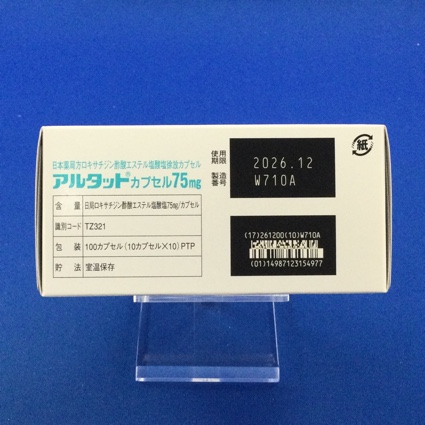 日本薬局方ロキサチジン酢酸エステル塩酸塩徐放カプセル
アルタット®カプセル75mg
含量 日局ロキサチジン酢酸エステル塩酸塩75mg/カプセル
識別コード TZ321
包装 100カプセル(10カプセル×10)PTP
貯法 室温保存
使用期限 2026.12
製造番号 W710A
(17)261200(10)W710A
(01)14987123154977
紙